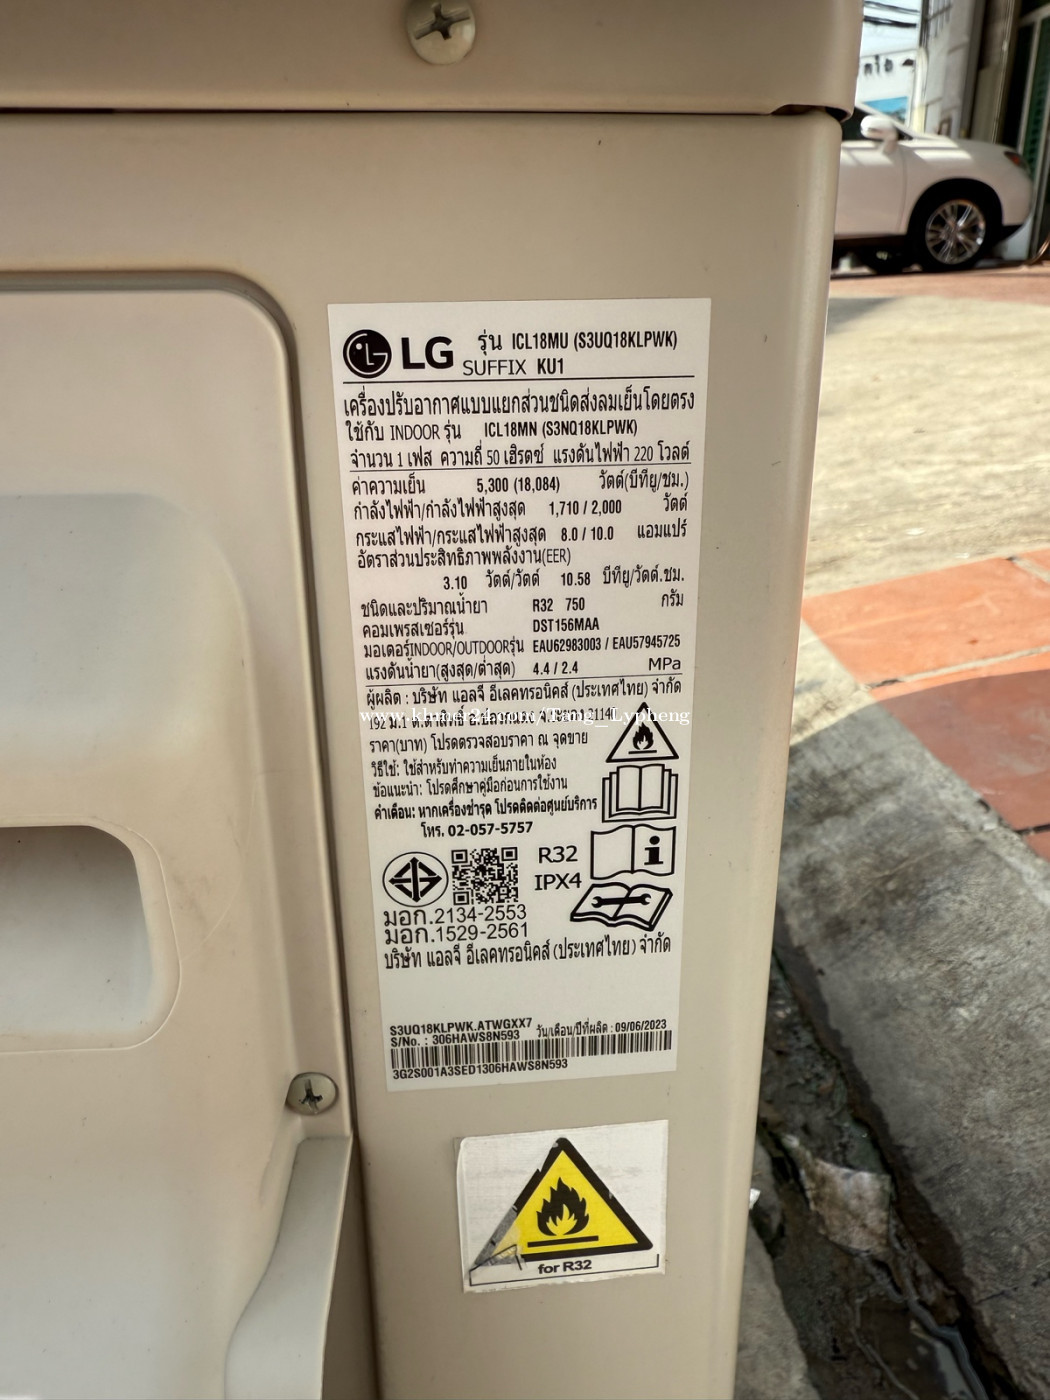 LG รุ่น ICL18MU (S3UQ18KLPWK)
SUFFIX KU1
เครื่องปรับอากาศแบบแยกส่วนชนิดส่งลมเย็นโดยตรง
ใช้กับ INDOOR รุ่น ICL18MN (S3NQ18KLPWK)
จำนวน 1 เฟส ความถี่ 50 เฮิรตซ์ แรงดันไฟฟ้า 220 โวลต์
ค่าความเย็น 5,300 (18,084) วัตต์(บีทียู/ชม.)
กำลังไฟฟ้า/กำลังไฟฟ้าสูงสุด 1,710 / 2,000 วัตต์
กระแสไฟฟ้า/กระแสไฟฟ้าสูงสุด 8.0 / 10.0 แอมแปร์
อัตราส่วนประสิทธิภาพพลังงาน(EER)
3.10 วัตต์/วัตต์ 10.58 บีทียู/วัตต์.ชม.
ชนิดและปริมาณน้ำยา R32 750 กรัม
คอมเพรสเซอร์รุ่น DST156MAA
มอเตอร์INDOOR/OUTDOORรุ่น EAU62983003 / EAU57945725
แรงดันน้ำยา(สูงสุด/ต่ำสุด) 4.4 / 2.4 MPa
ผู้ผลิต : บริษัท แอลจี อีเลคทรอนิคส์ (ประเทศไทย) จำกัด
www.khmer24.com/Tang_Lypheng
192 ม.1
ราคา(บาท) โปรดตรวจสอบราคา ณ จุดขาย
วิธีใช้: ใช้สำหรับทำความเย็นภายในห้อง
ข้อแนะนำ: โปรดศึกษาคู่มือก่อนการใช้งาน
คำเตือน: หากเครื่องชำรุด โปรดติดต่อศูนย์บริการ
โทร. 02-057-5757
R32
IPX4
มอก.2134-2553
มอก.1529-2561
บริษัท แอลจี อีเลคทรอนิคส์ (ประเทศไทย) จำกัด
S3UQ18KLPWK.ATWGXX7
S/No. : 306HAWS8N593 วัน/เดือน/ปีที่ผลิต : 09/06/2023
3G2S001A3SED1306HAWS8N593
for R32